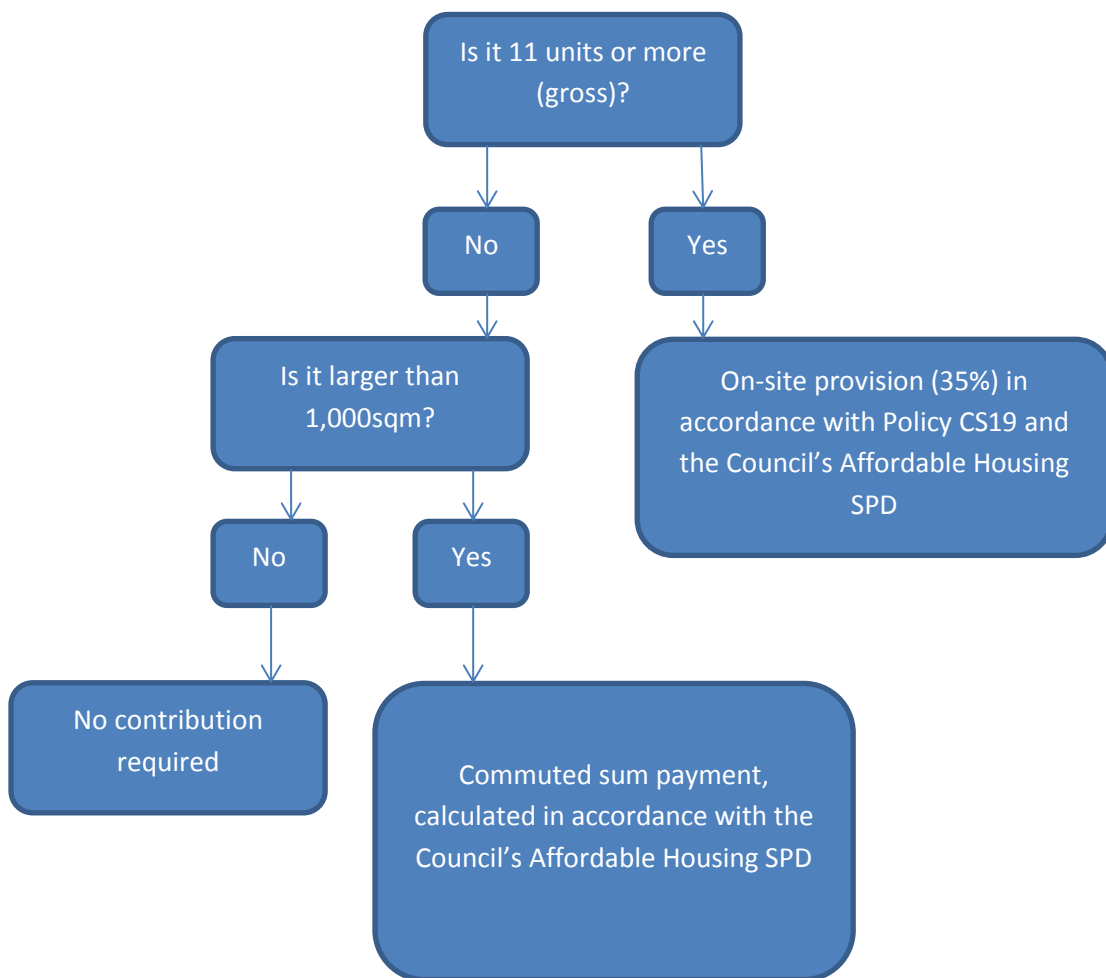 Is it 11 units or more
(gross)?
No
Yes
Is it larger than
1,000sqm?
On-site provision (35%) in
accordance with Policy CS19 and
the Council’s Affordable Housing
SPD
No
Yes
No contribution
required
Commuted sum payment,
calculated in accordance with the
Council’s Affordable Housing SPD